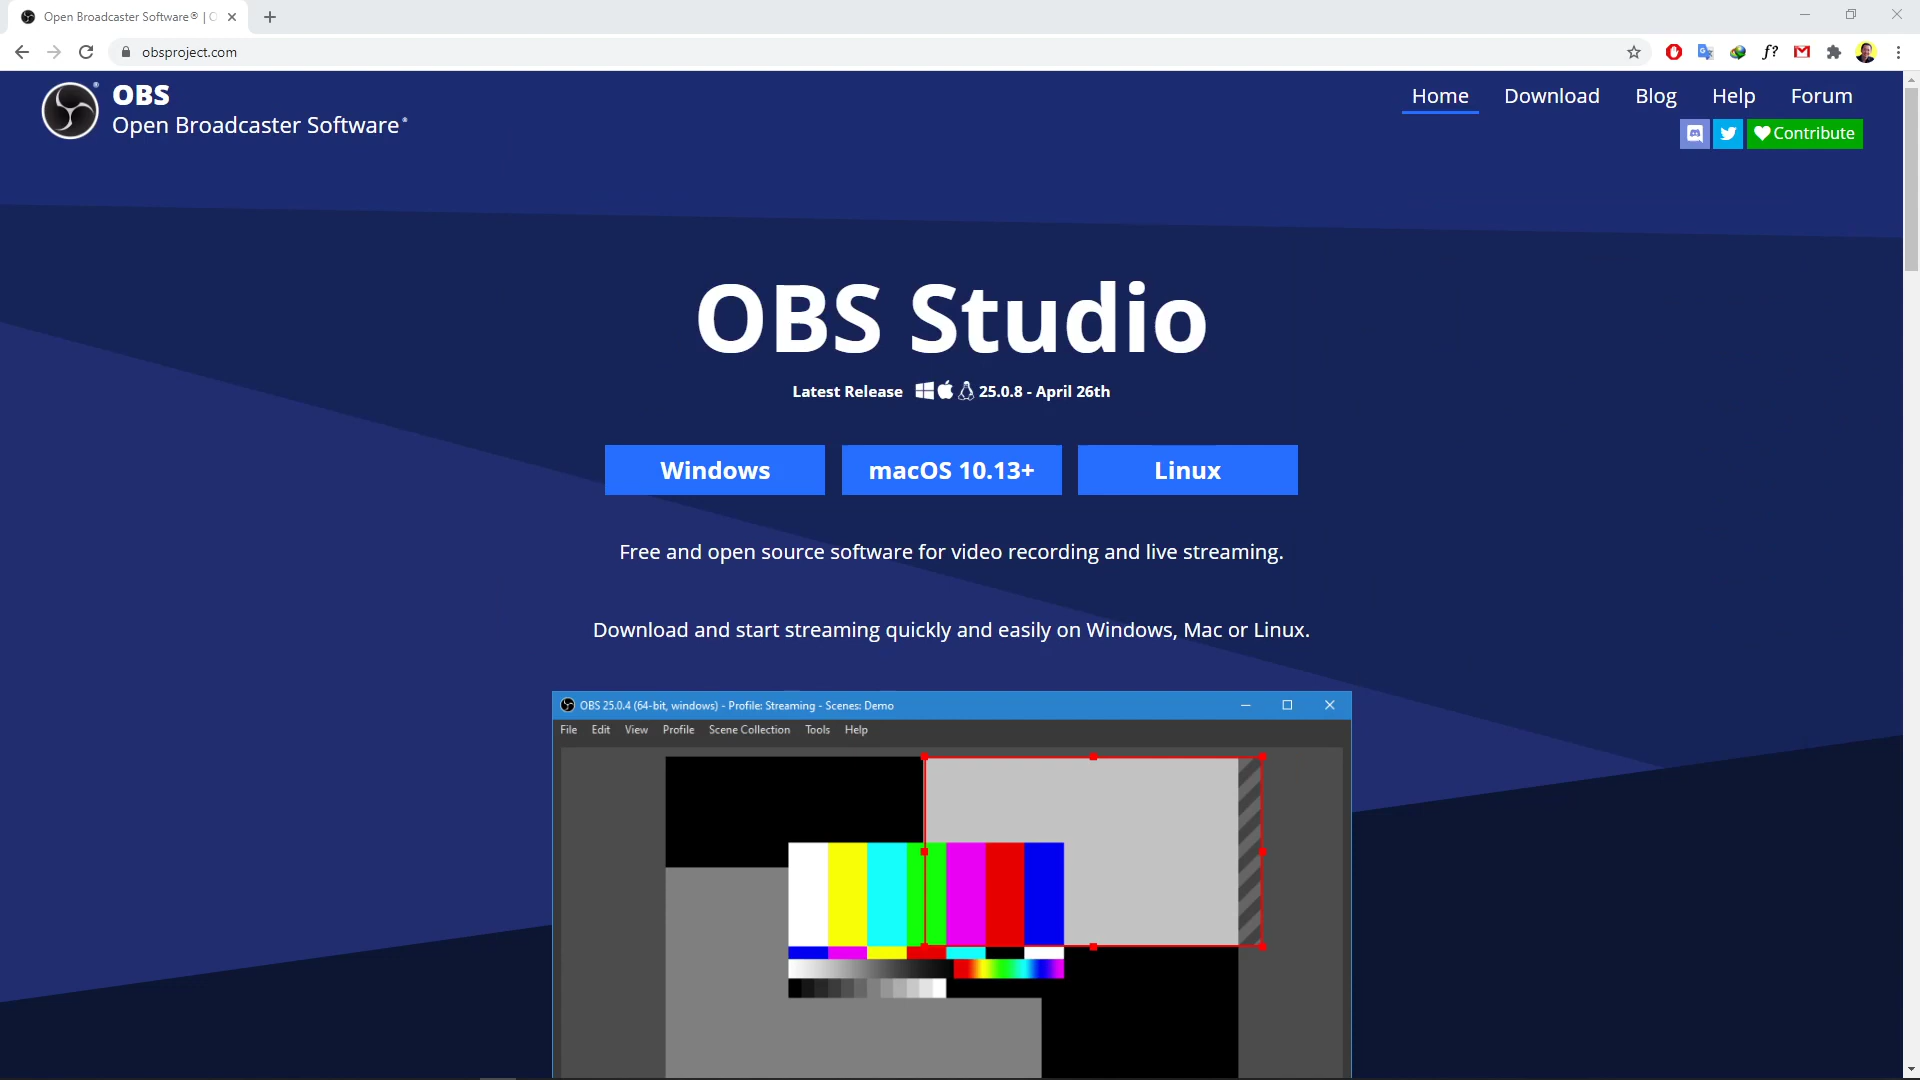 Open Broadcaster Software® |
obsproject.com
f?
OBS
Open Broadcaster Software®
Home Download Blog Help Forum
Contribute
OBS Studio
Latest Release 25.0.8 - April 26th
Windows macOS 10.13+ Linux
Free and open source software for video recording and live streaming.
Download and start streaming quickly and easily on Windows, Mac or Linux.
OBS 25.0.4 (64-bit, windows) - Profile: Streaming - Scenes: Demo
File Edit View Profile Scene Collection Tools Help